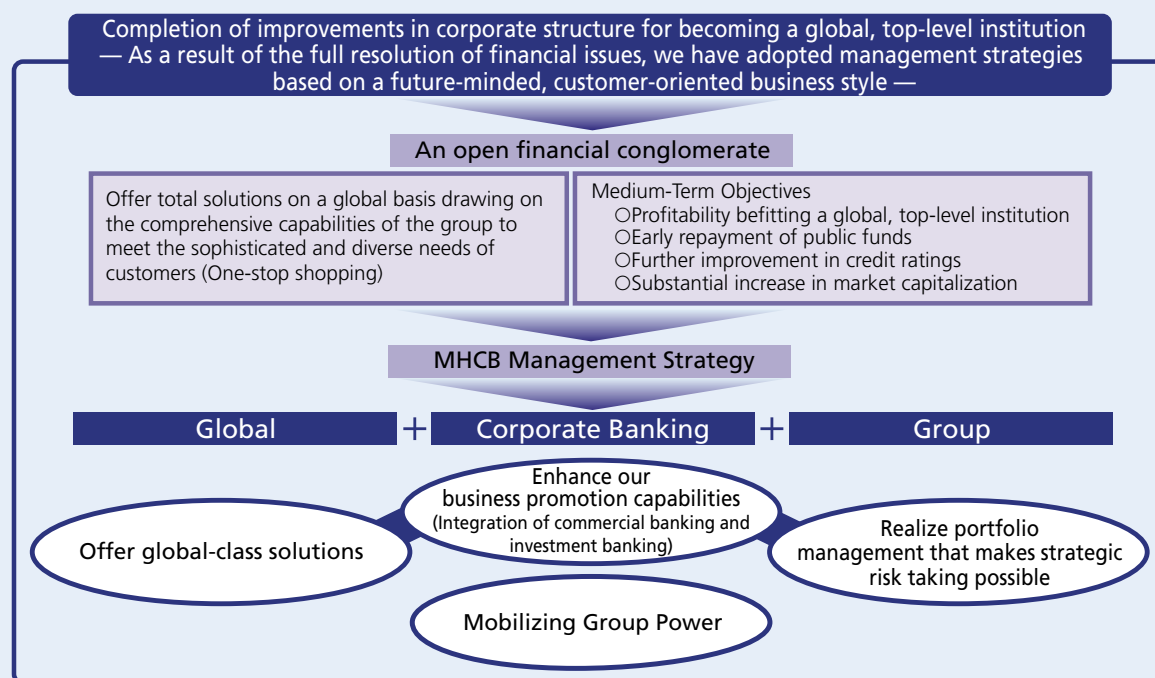 Completion of improvements in corporate structure for becoming a global, top-level institution
— As a result of the full resolution of financial issues, we have adopted management strategies
based on a future-minded, customer-oriented business style —
An open financial conglomerate
Offer total solutions on a global basis drawing on
the comprehensive capabilities of the group to
meet the sophisticated and diverse needs of
customers (One-stop shopping)
Medium-Term Objectives
○Profitability befitting a global, top-level institution
○Early repayment of public funds
○Further improvement in credit ratings
○Substantial increase in market capitalization
MHCB Management Strategy
Global + Corporate Banking + Group
Offer global-class solutions
Enhance our
business promotion capabilities
(Integration of commercial banking and
investment banking)
Realize portfolio
management that makes strategic
risk taking possible
Mobilizing Group Power